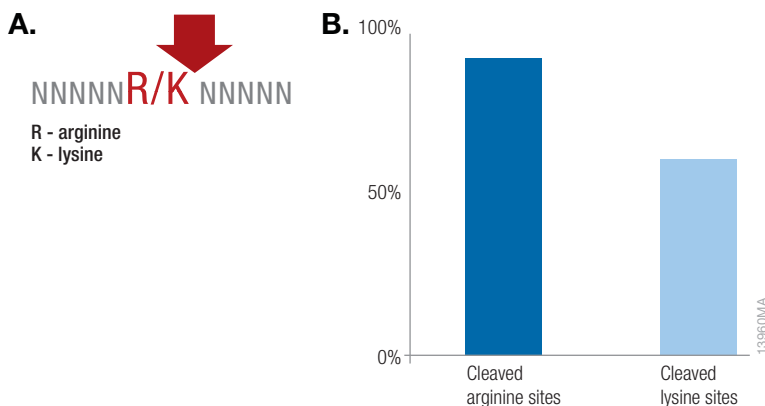 A.
NNNNNR/K NNNNN
R - arginine
K - lysine
B.
100%
50%
0%
Cleaved
arginine sites
Cleaved
lysine sites
13960MA